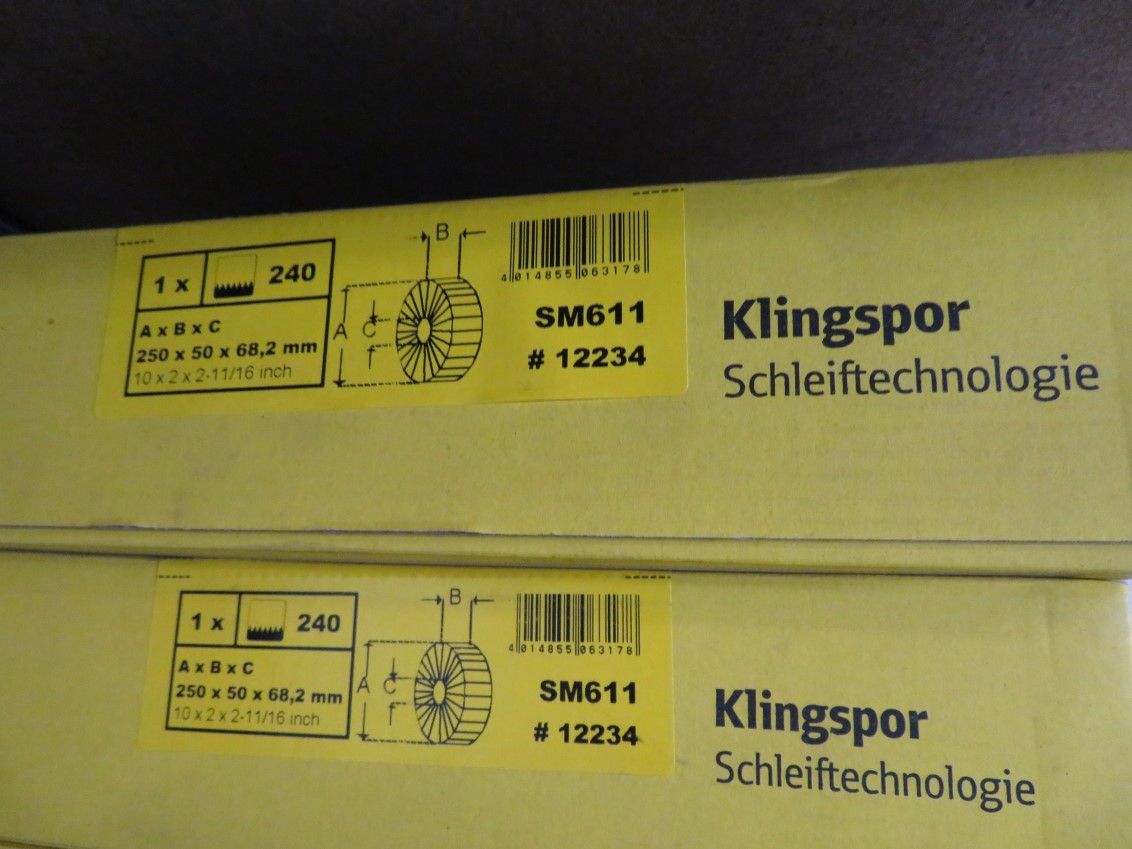 1 x 240
A x B x C
250 x 50 x 68,2 mm
10 x 2 x 2-11/16 inch
B
A
C
4 014855 063178
SM611
# 12234
Klingspor
Schleiftechnologie
1 x 240
A x B x C
250 x 50 x 68,2 mm
10 x 2 x 2-11/16 inch
B
A
C
4 014855 063178
SM611
# 12234
Klingspor
Schleiftechnologie